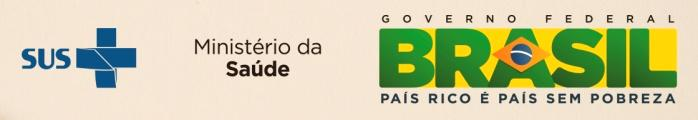 SUS
Ministério da
Saúde
GOVERNO FEDERAL
BRASIL
PAÍS RICO É PAÍS SEM POBREZA